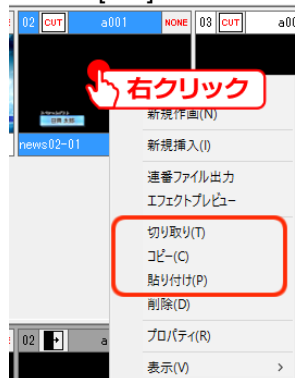 02 CUT a001 NONE 03 CUT a00
右クリック
news02-01
新規作画(N)
新規挿入(I)
連番ファイル出力
エフェクトプレビュー
切り取り(T)
コピー(C)
貼り付け(P)
削除(D)
プロパティ(R)
02 a
表示(V) >